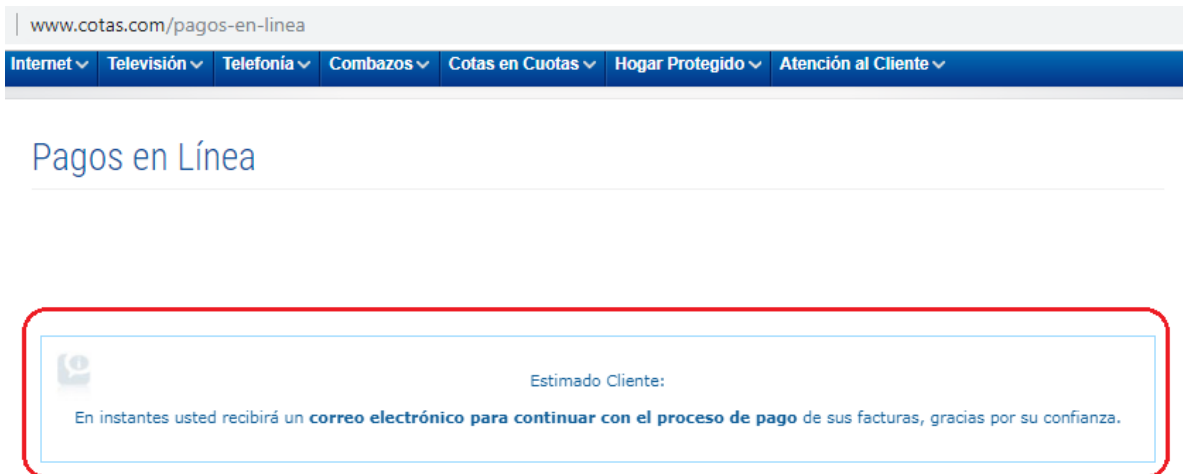 www.cotas.com/pagos-en-linea
Internet Televisión Telefonía Combazos Cotas en Cuotas Hogar Protegido Atención al Cliente
Pagos en Línea
Estimado Cliente:
En instantes usted recibirá un correo electrónico para continuar con el proceso de pago de sus facturas, gracias por su confianza.